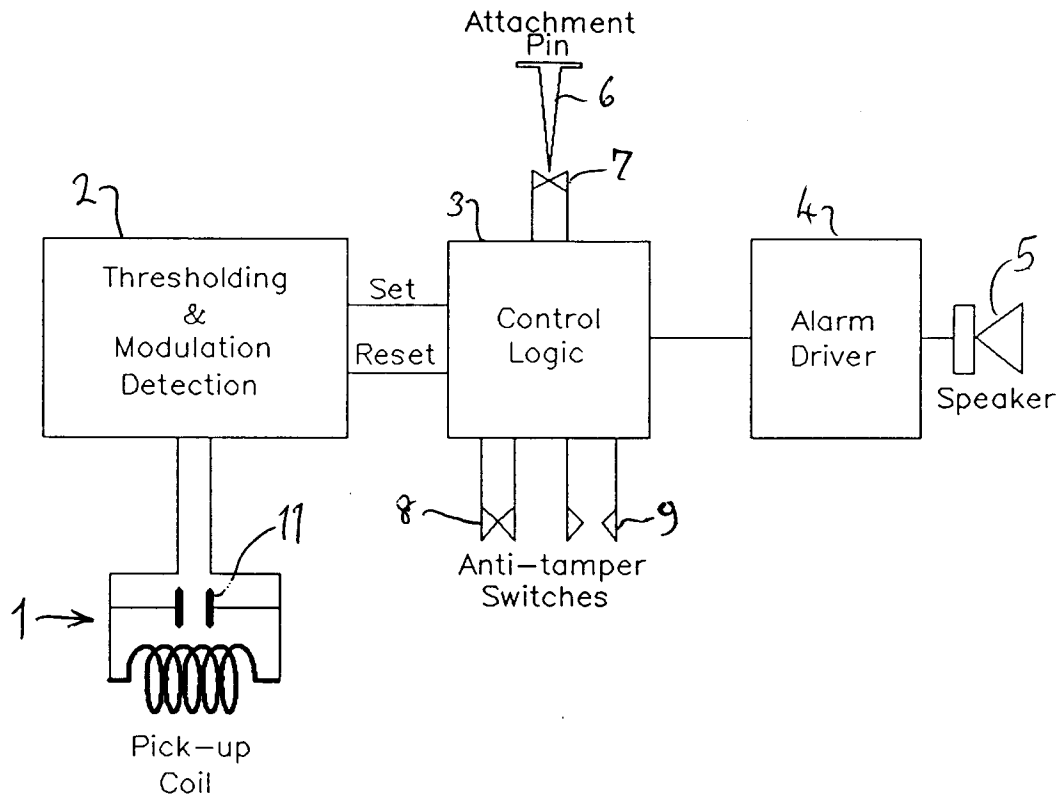 Attachment
Pin
6
7
2
3
4
5
Thresholding
&
Modulation
Detection
Set
Reset
Control
Logic
Alarm
Driver
Speaker
8
9
Anti-tamper
Switches
11
1
Pick-up
Coil